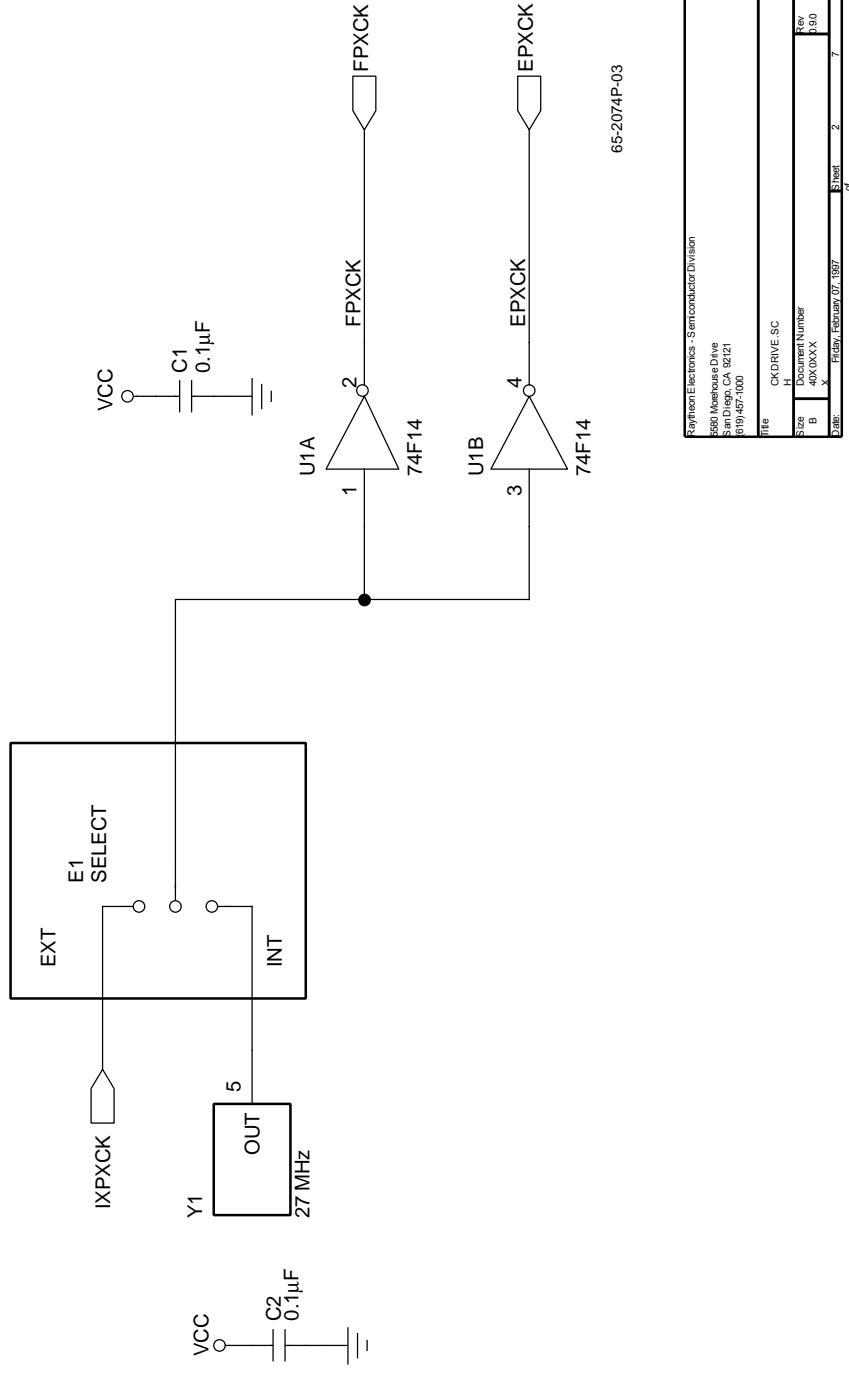 VCC
C2
0.1µF
IXPXCK
Y1
OUT
5
27 MHz
EXT
E1
SELECT
INT
VCC
C1
0.1µF
U1A
1
2
74F14
FPXCK
FPXCK
U1B
3
4
74F14
EPXCK
EPXCK
65-2074P-03
Raytheon Electronics - Semiconductor Division
5580 Morehouse Drive
San Diego, CA 92121
(619) 457-1000
Title
CKDRIVE.SC
H
Size
B
Document Number
40X0XXX
X
Rev
0.9.0
Date:
Friday, February 07, 1997
Sheet
2
of
7